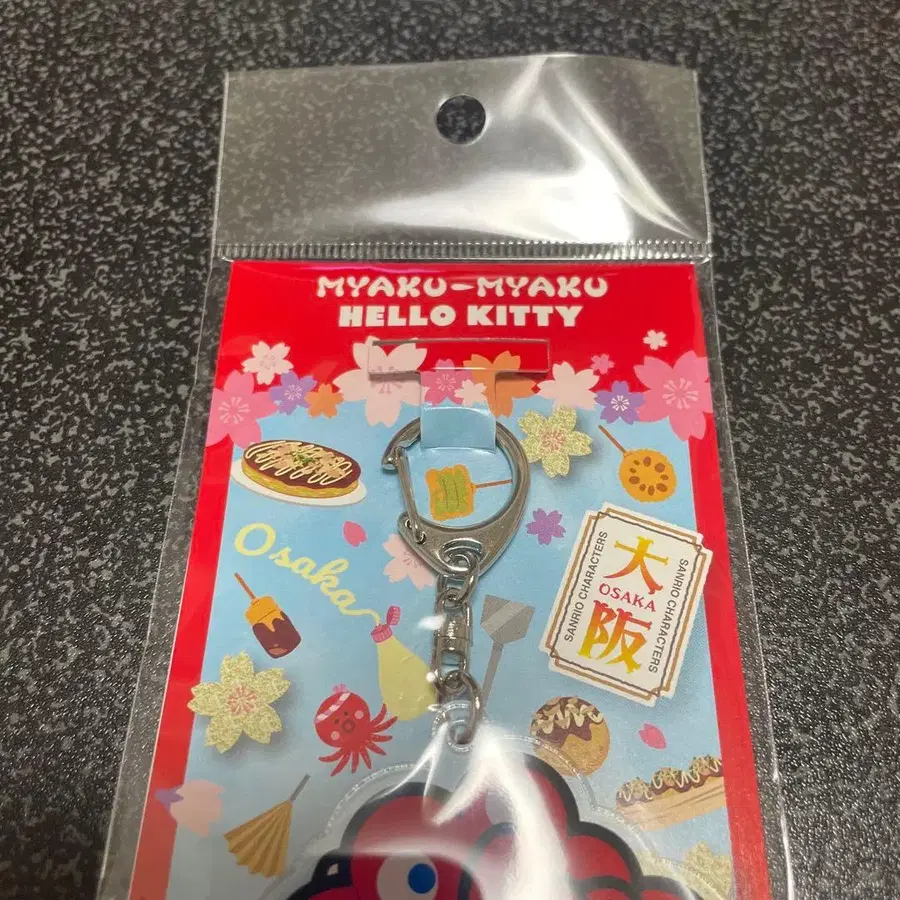 MYAKU-MYAKU
HELLO KITTY
Osaka
SANRIO CHARACTERS
大
OSAKA
阪
SANRIO CHARACTERS